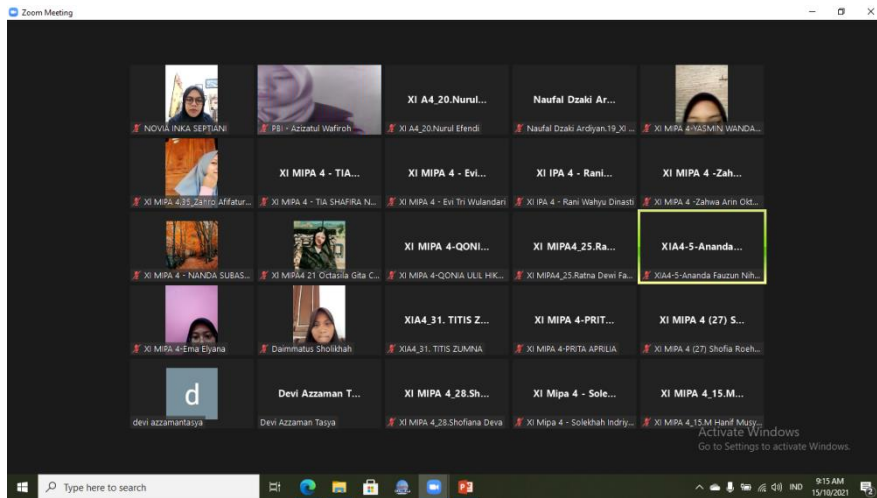 Zoom Meeting
NOVIA INKA SEPTIANI
PBI - Azizatul Wafiroh
XI A4_20.Nurul...
XI A4_20.Nurul Efendi
Naufal Dzaki Ar...
Naufal Dzaki Ardiyan.19_XI ...
XI MIPA 4-YASMIN WANDA...
XI MIPA 4_35_Zahro Afifatur...
XI MIPA 4 - TIA...
XI MIPA 4 - TIA SHAFIRA N...
XI MIPA 4 - Evi...
XI MIPA 4 - Evi Tri Wulandari
XI IPA 4 - Rani...
XI IPA 4 - Rani Wahyu Dinasti
XI MIPA 4 -Zah...
XI MIPA 4 -Zahwa Arin Okt...
XI MIPA 4 - NANDA SUBAS...
XI MIPA4 21 Octasila Gita C...
XI MIPA 4-QONI...
XI MIPA 4-QONIA ULIL HIK...
XI MIPA4_25.Ra...
XI MIPA4_25.Ratna Dewi Fa...
XIA4-5-Ananda...
XIA4-5-Ananda Fauzun Nih...
XI MIPA 4-Ema Elyana
Daimmatus Sholikhah
XIA4_31. TITIS Z...
XIA4_31. TITIS ZUMNA
XI MIPA 4-PRIT...
XI MIPA 4-PRITA APRILIA
XI MIPA 4 (27) S...
XI MIPA 4 (27) Shofia Roeh...
d
devi azzamantasya
Devi Azzaman T...
Devi Azzaman Tasya
XI MIPA 4_28.Sh...
XI MIPA 4_28.Shofiana Deva
XI Mipa 4 - Sole...
XI Mipa 4 - Solekhah Indriy...
XI MIPA 4_15.M...
XI MIPA 4_15.M Hanif Musy...
Activate Windows
Go to Settings to activate Windows.
Type here to search
IND
9:15 AM
15/10/2021
2